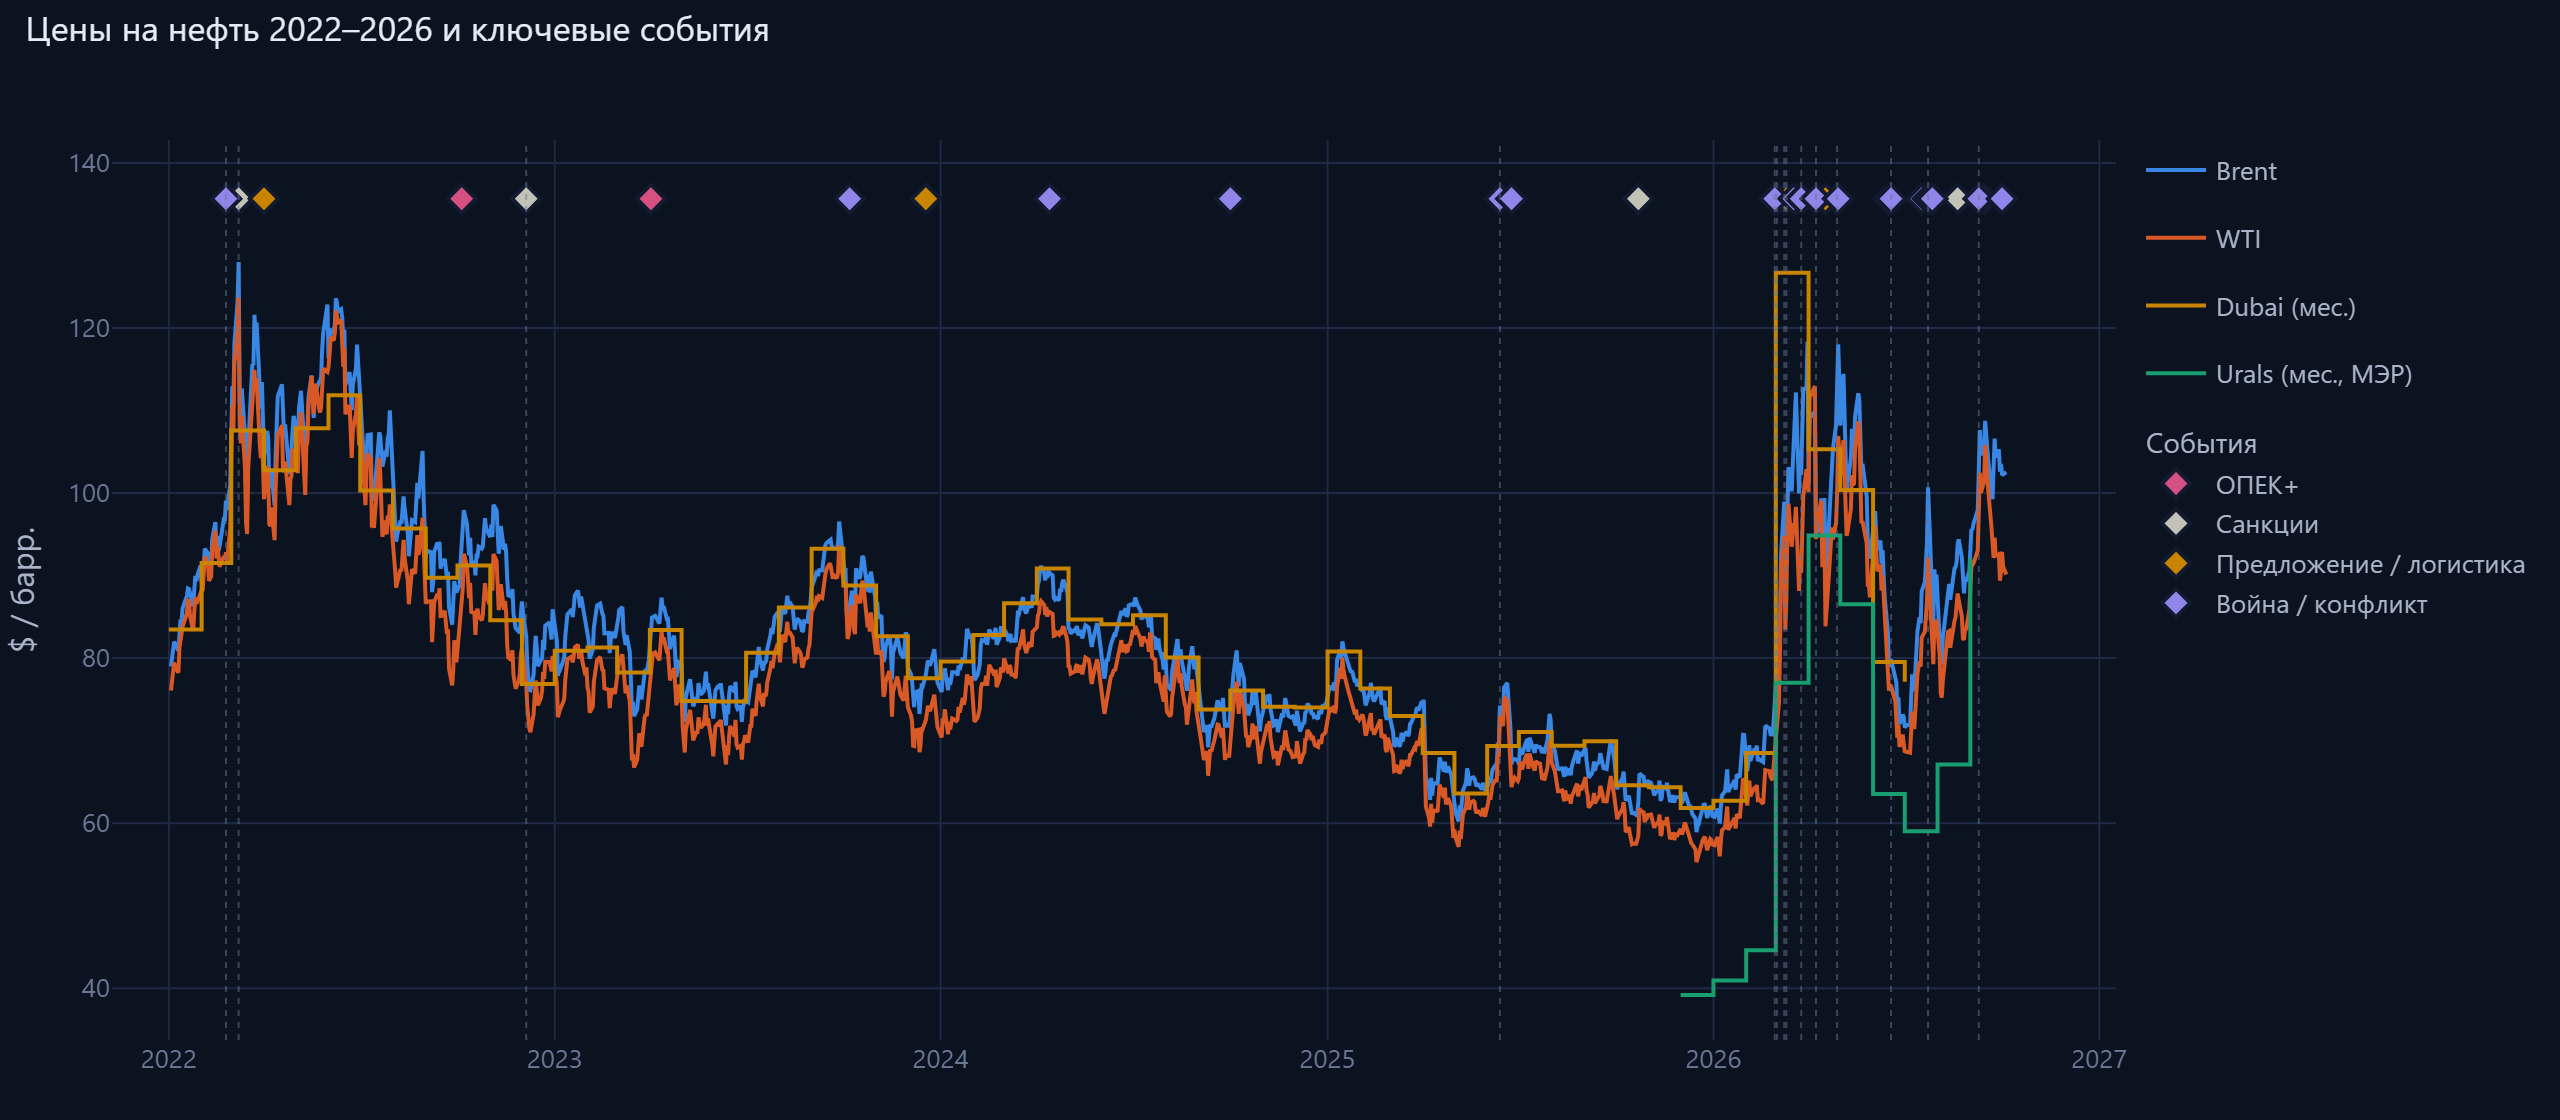 Цены на нефть 2022–2026 и ключевые события
140
120
100
80
60
40
$ / барр.
2022
2023
2024
2025
2026
2027
Brent
WTI
Dubai (мес.)
Urals (мес., МЭР)
События
ОПЕК+
Санкции
Предложение / логистика
Война / конфликт